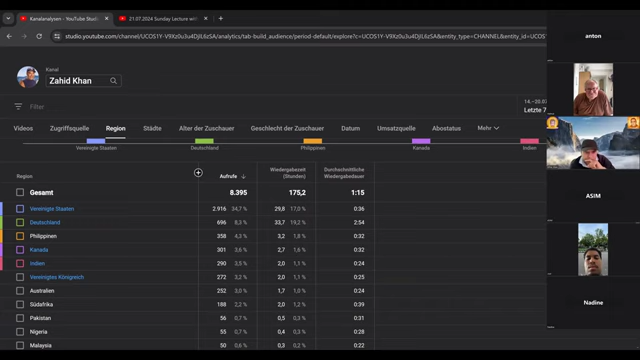 Kanalanalysen - YouTube Stud
21.07.2024 Sunday Lecture with
studio.youtube.com/channel/UCOS1Y-V9Xz0u3u4DjIL6zSA/analytics/tab-build_audience/period-default/explore?c=UCOS1Y-V9Xz0u3u4DjIL6zSA&entity_type=CHANNEL&entity_id=U
Kanal
Zahid Khan
Filter
14.–20.07
Letzte 7
Videos Zugriffsquelle Region Städte Alter der Zuschauer Geschlecht der Zuschauer Datum Umsatzquelle Abostatus Mehr
Vereinigte Staaten Deutschland Philippinen Kanada Indien
Region Aufrufe Wiedergabezeit (Stunden) Durchschnittliche Wiedergabedauer
Gesamt 8.395 175,2 1:15
Vereinigte Staaten 2.916 34,7 % 29,8 17,0 % 0:36
Deutschland 696 8,3 % 33,7 19,2 % 2:54
Philippinen 358 4,3 % 3,2 1,8 % 0:32
Kanada 301 3,6 % 2,7 1,6 % 0:32
Indien 290 3,5 % 2,0 1,1 % 0:24
Vereinigtes Königreich 272 3,2 % 2,0 1,1 % 0:25
Australien 252 3,0 % 1,7 1,0 % 0:24
Südafrika 188 2,2 % 2,0 1,2 % 0:39
Pakistan 56 0,7 % 0,5 0,3 % 0:31
Nigeria 55 0,7 % 0,4 0,3 % 0:28
Malaysia 50 0,6 % 0,3 0,2 % 0:22
anton
ASIM
Nadine